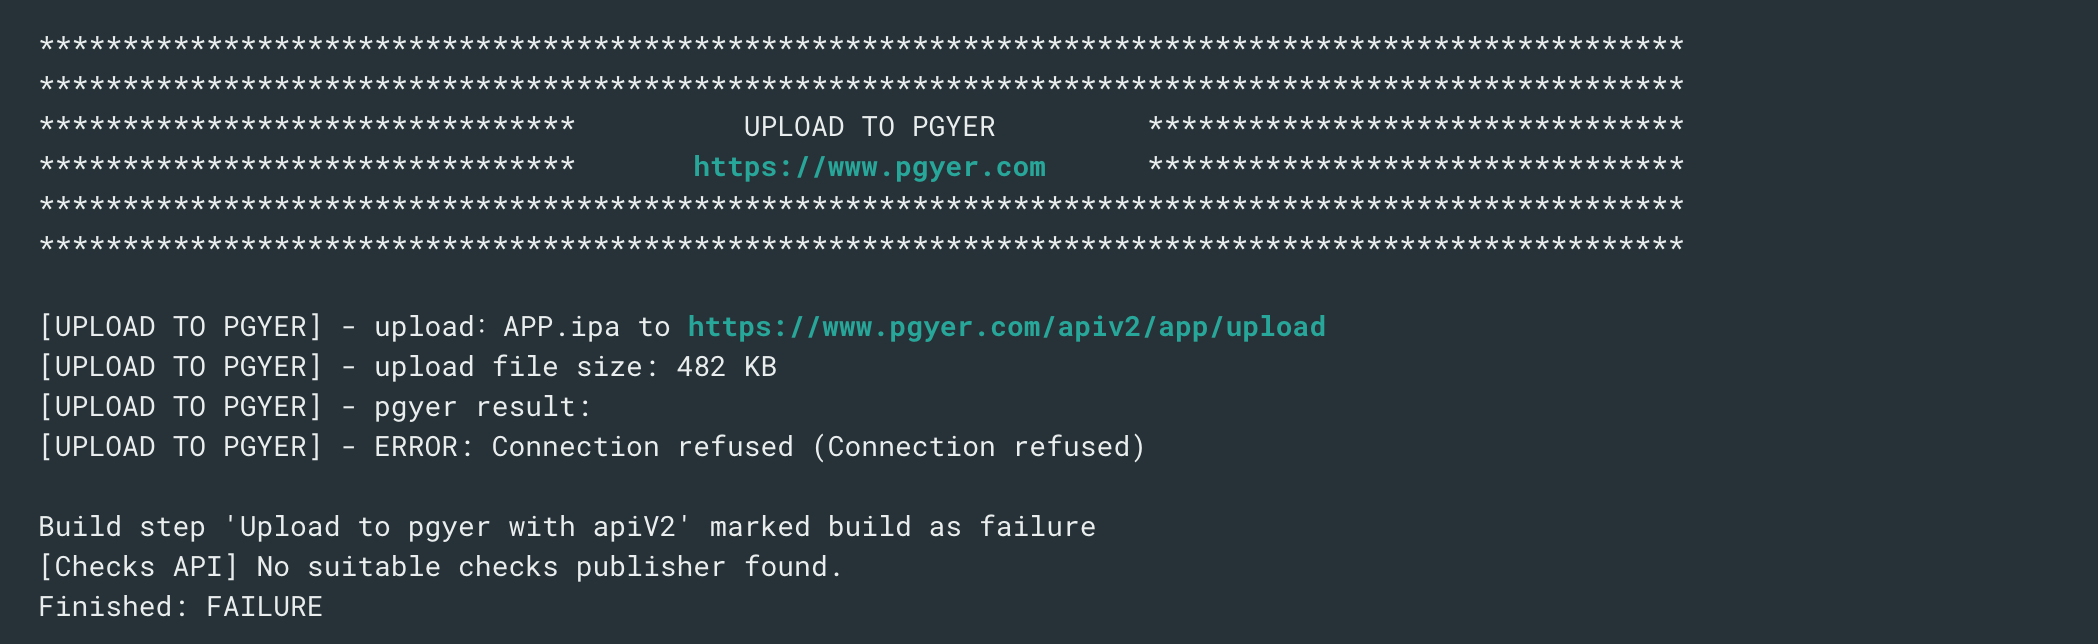 **************************************************************************************************
**************************************************************************************************
******************************** UPLOAD TO PGYER ********************************
******************************** https://www.pgyer.com ********************************
**************************************************************************************************
**************************************************************************************************
[UPLOAD TO PGYER] - upload: APP.ipa to https://www.pgyer.com/apiv2/app/upload
[UPLOAD TO PGYER] - upload file size: 482 KB
[UPLOAD TO PGYER] - pgyer result:
[UPLOAD TO PGYER] - ERROR: Connection refused (Connection refused)
Build step 'Upload to pgyer with apiV2' marked build as failure
[Checks API] No suitable checks publisher found.
Finished: FAILURE